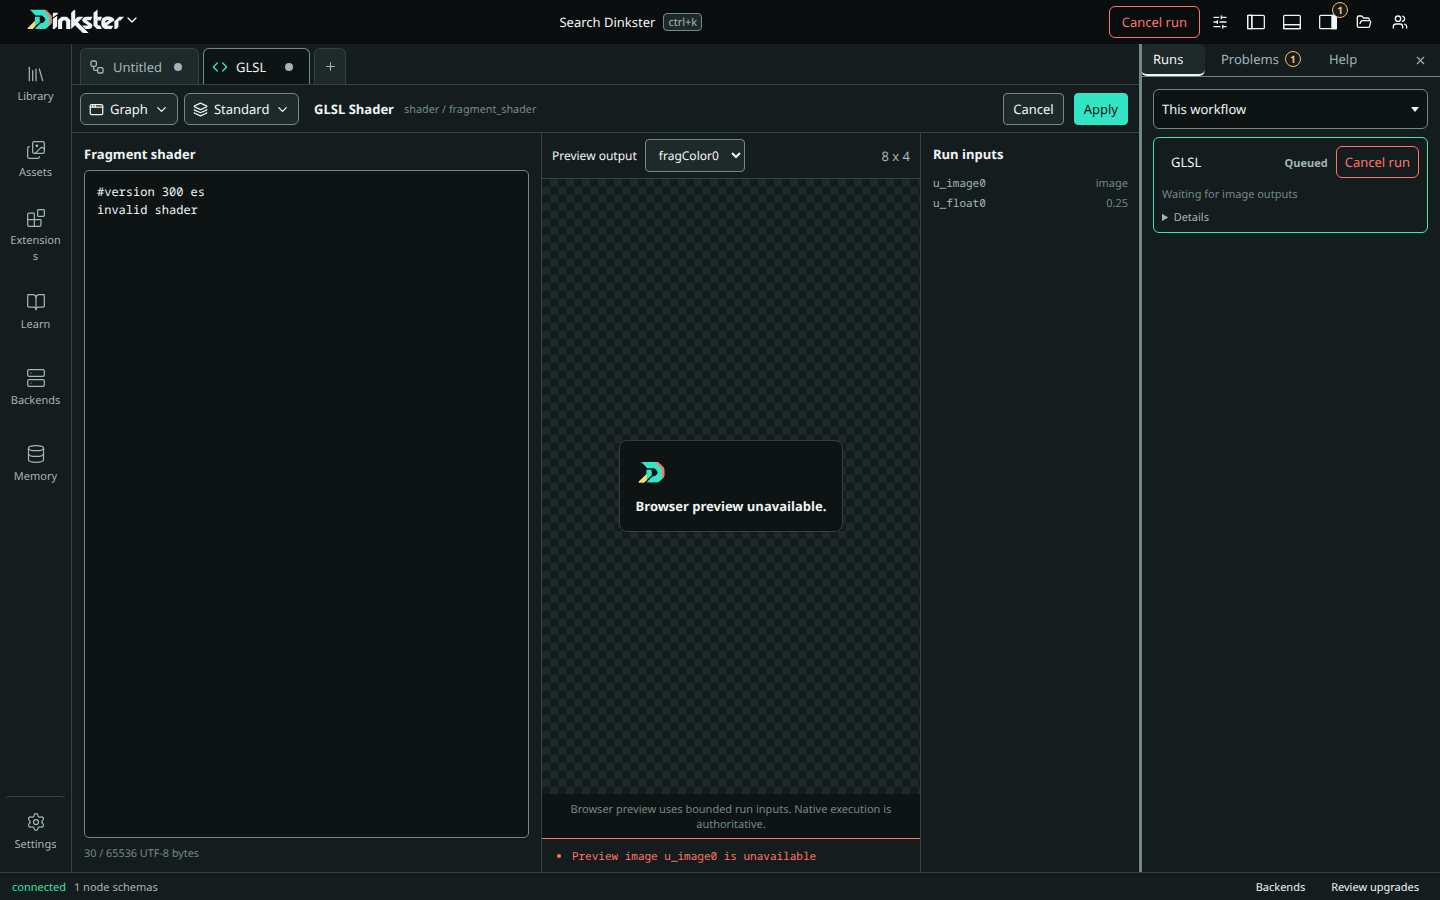 Dinkster
Search Dinkster ctrl+k
Cancel run
1
Library
Assets
Extension
s
Learn
Backends
Memory
Settings
Untitled
GLSL
+
Graph
Standard
GLSL Shader shader / fragment_shader
Cancel
Apply
Fragment shader
#version 300 es
invalid shader
30 / 65536 UTF-8 bytes
Preview output fragColor0 8 x 4
Browser preview unavailable.
Browser preview uses bounded run inputs. Native execution is
authoritative.
• Preview image u_image0 is unavailable
Run inputs
u_image0 image
u_float0 0.25
Runs
Problems 1
Help
This workflow
GLSL Queued Cancel run
Waiting for image outputs
Details
connected 1 node schemas
Backends
Review upgrades